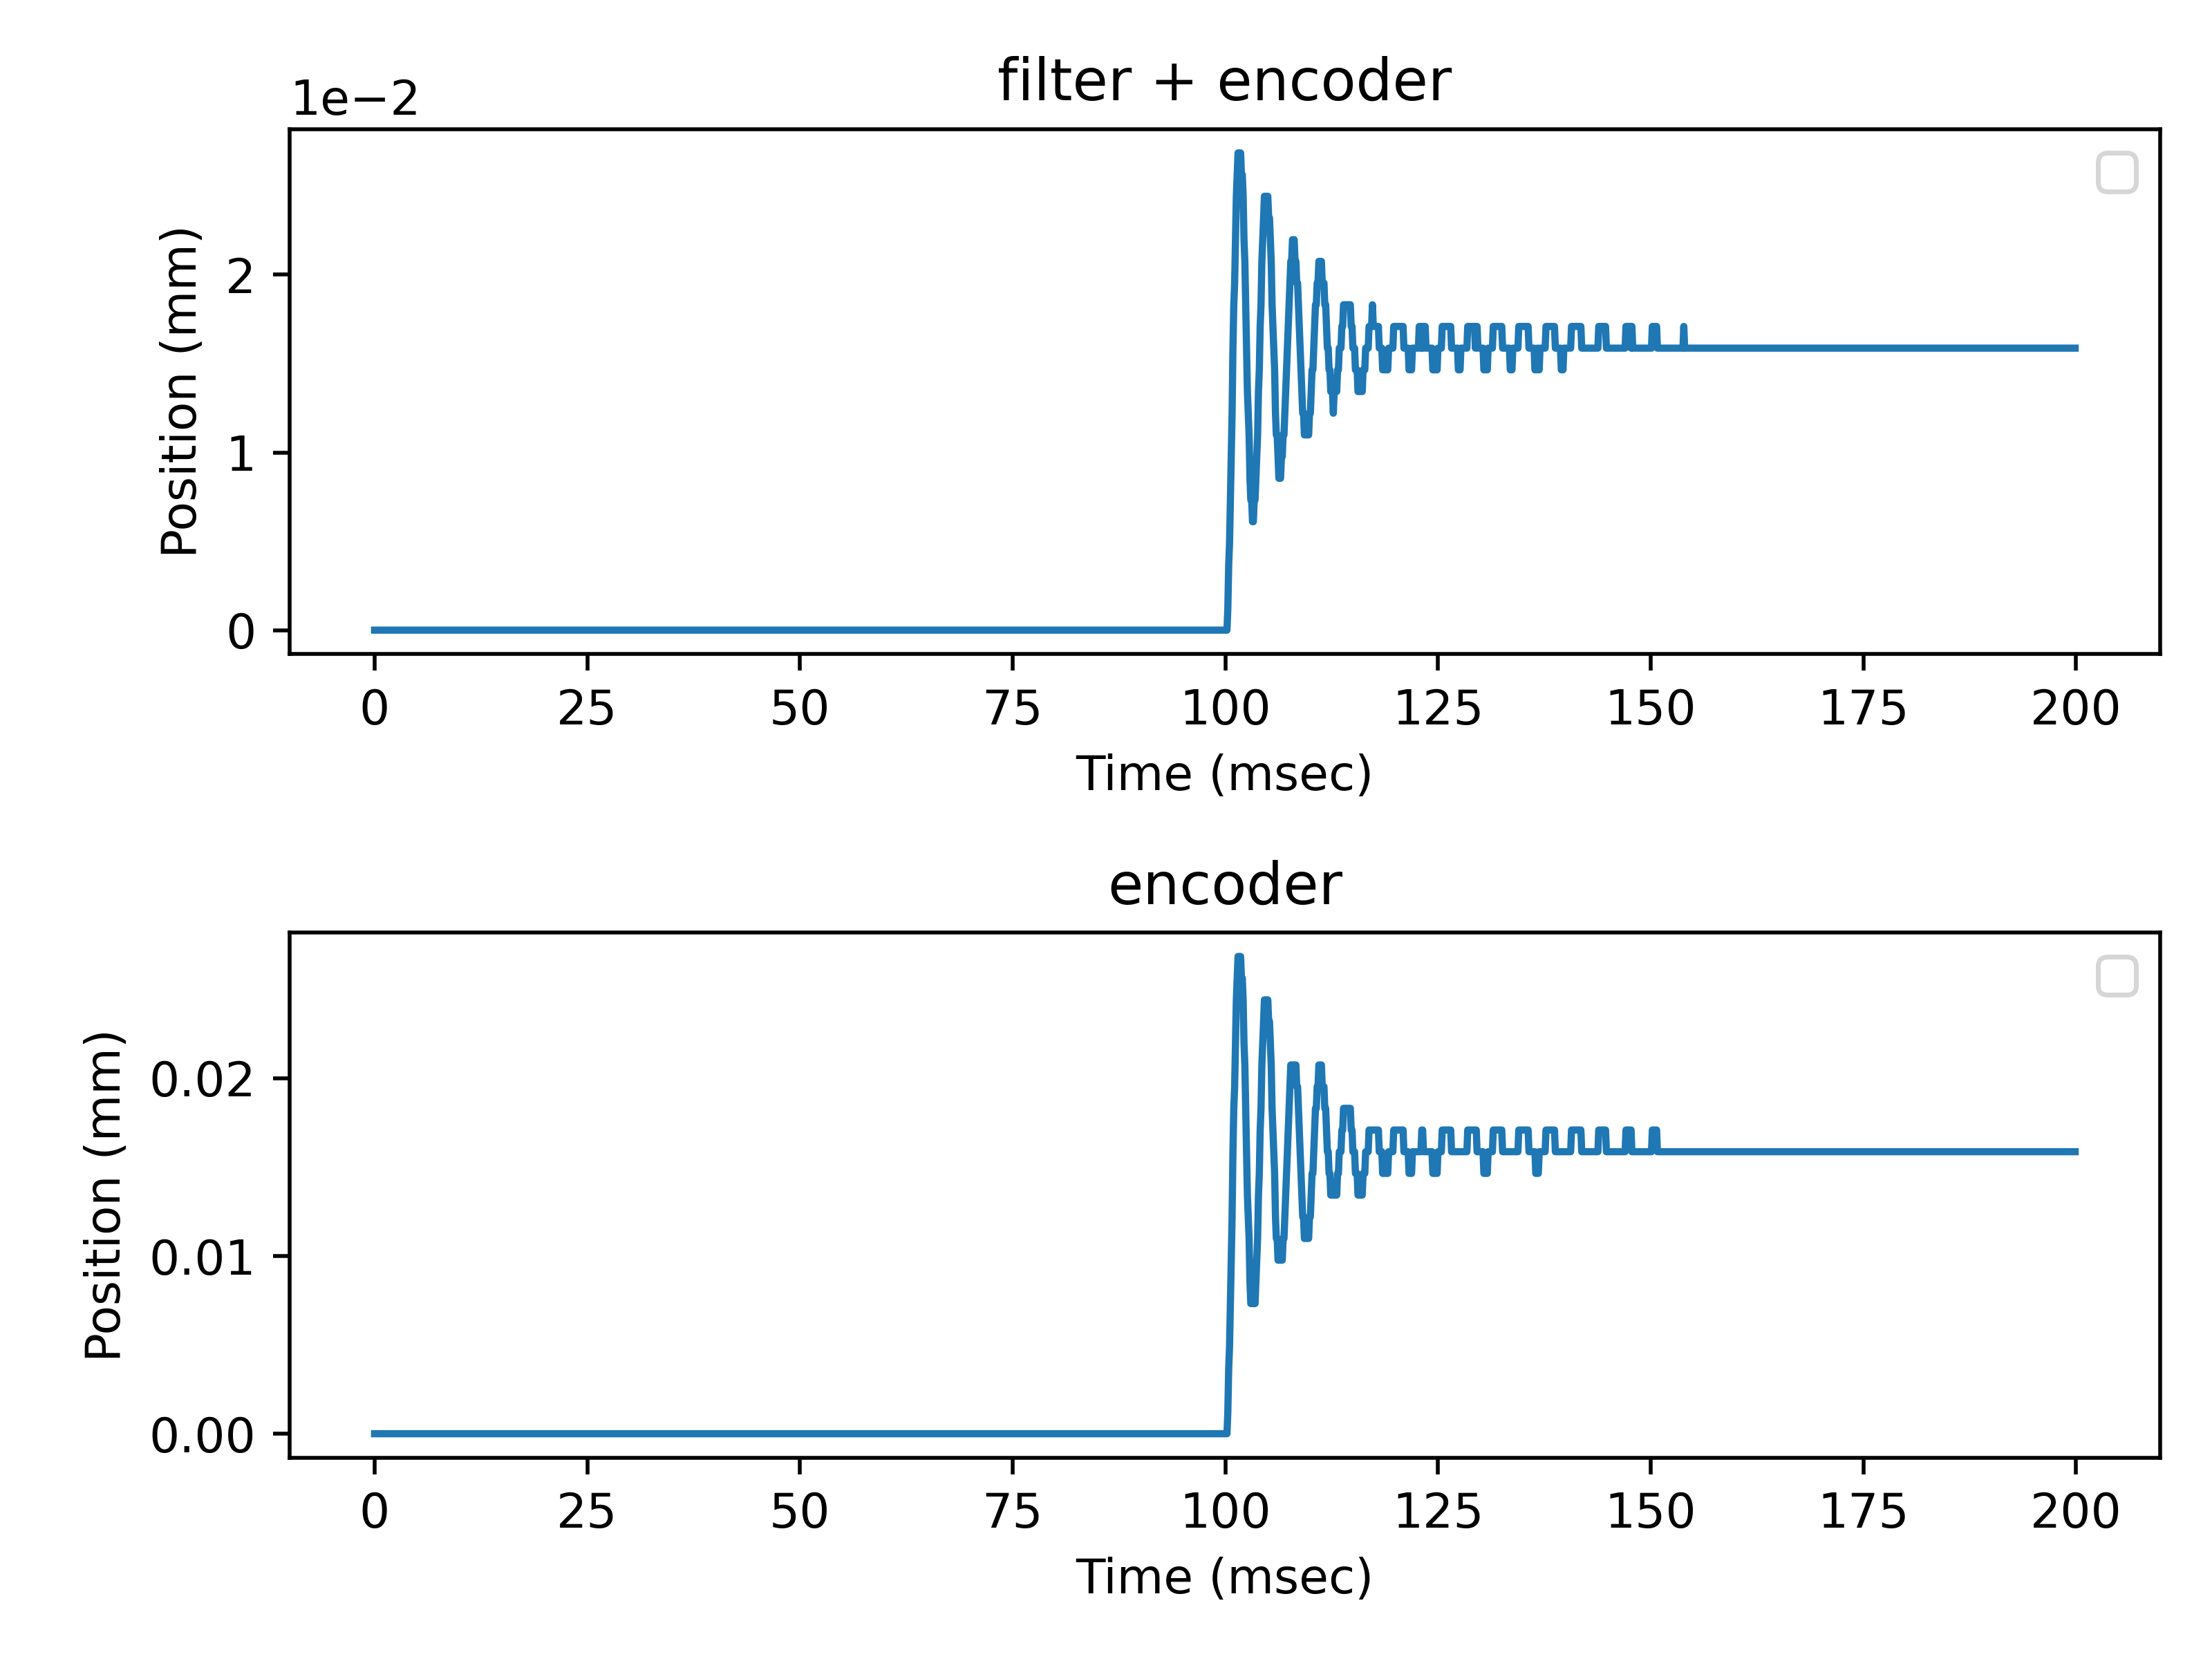 filter + encoder
1e−2
Position (mm)
2
1
0
0 25 50 75 100 125 150 175 200
Time (msec)
encoder
Position (mm)
0.02
0.01
0.00
0 25 50 75 100 125 150 175 200
Time (msec)